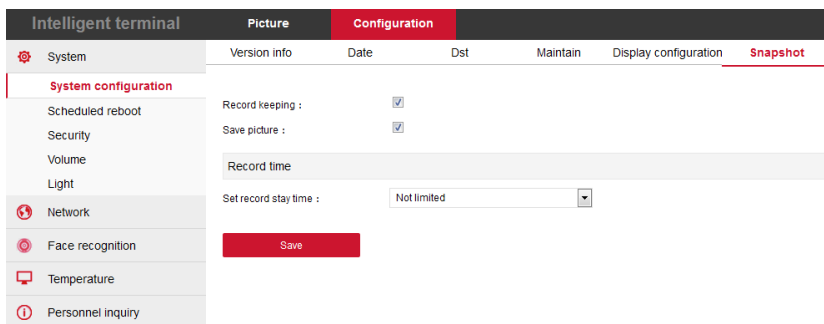 Intelligent terminal Picture Configuration
System Version info Date Dst Maintain Display configuration Snapshot
System configuration
Scheduled reboot
Security
Volume
Light
Network
Face recognition
Temperature
Personnel inquiry
Record keeping :
Save picture :
Record time
Set record stay time : Not limited
Save